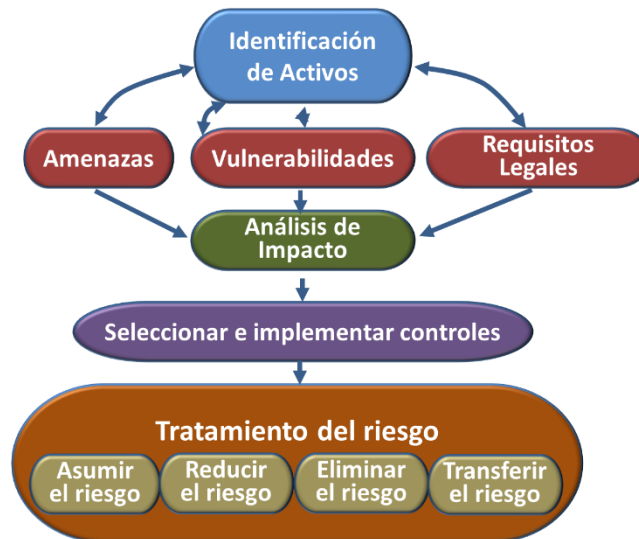 Identificación
de Activos
Amenazas
Vulnerabilidades
Requisitos
Legales
Análisis de
Impacto
Seleccionar e implementar controles
Tratamiento del riesgo
Asumir
el riesgo
Reducir
el riesgo
Eliminar
el riesgo
Transferir
el riesgo